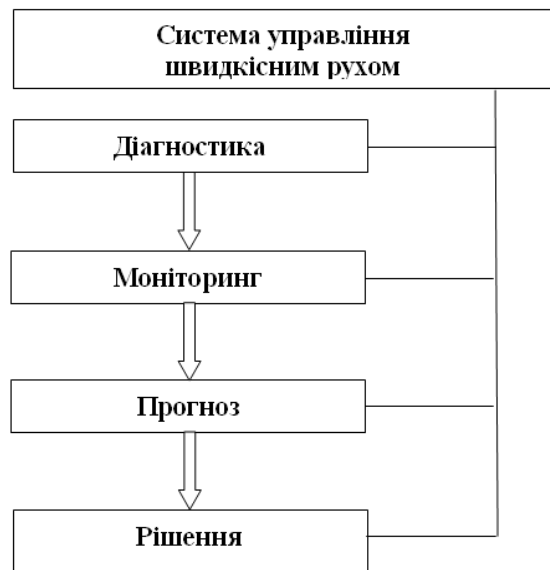 Система управління
швидкісним рухом
Діагностика
Моніторинг
Прогноз
Рішення